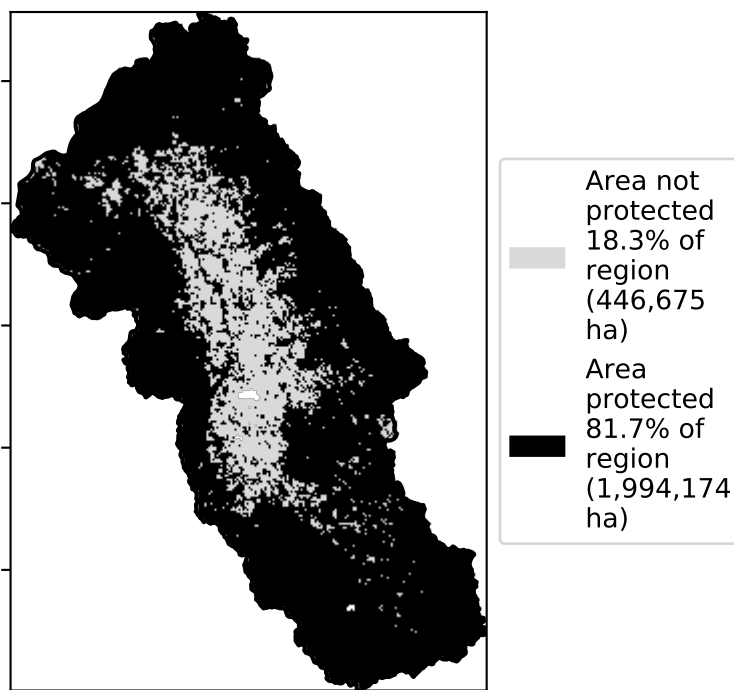 Area not
protected
18.3% of
region
(446,675
ha)
Area
protected
81.7% of
region
(1,994,174
ha)